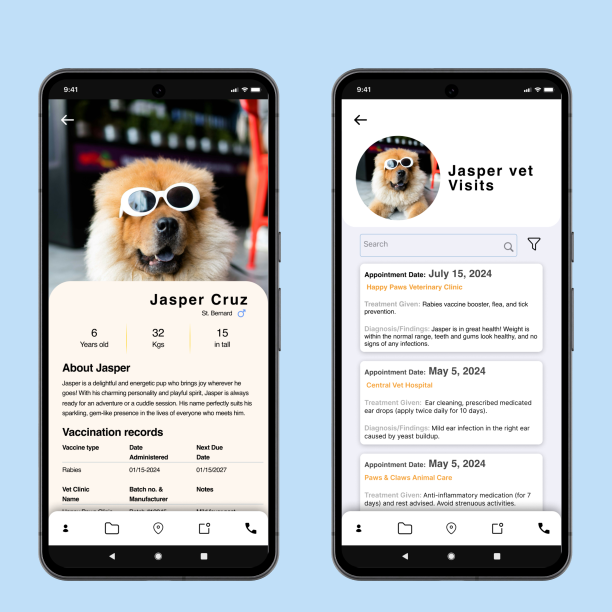 9:41
Jasper Cruz
St. Bernard
6
Years old
32
Kgs
15
in tall
About Jasper
Jasper is a delightful and energetic pup who brings joy wherever he
goes! With his charming personality and playful spirit, Jasper is always
ready for an adventure or a cuddle session. His name perfectly suits his
sparkling, gem-like presence in the lives of everyone who meets him.
Vaccination records
Vaccine type
Date
Administered
Next Due
Date
Rabies
01/15-2024
01/15/2027
Vet Clinic
Name
Batch no. &
Manufacturer
Notes
9:41
Jasper vet
Visits
Search
Appointment Date: July 15, 2024
Happy Paws Veterinary Clinic
Treatment Given: Rabies vaccine booster, flea, and tick
prevention.
Diagnosis/Findings: Jasper is in great health! Weight is
within the normal range, teeth and gums look healthy, and no
signs of any infections.
Appointment Date: May 5, 2024
Central Vet Hospital
Treatment Given: Ear cleaning, prescribed medicated
ear drops (apply twice daily for 10 days).
Diagnosis/Findings: Mild ear infection in the right ear
caused by yeast buildup.
Appointment Date: May 5, 2024
Paws & Claws Animal Care
Treatment Given: Anti-inflammatory medication (for 7
days) and rest advised. Avoid strenuous activities.